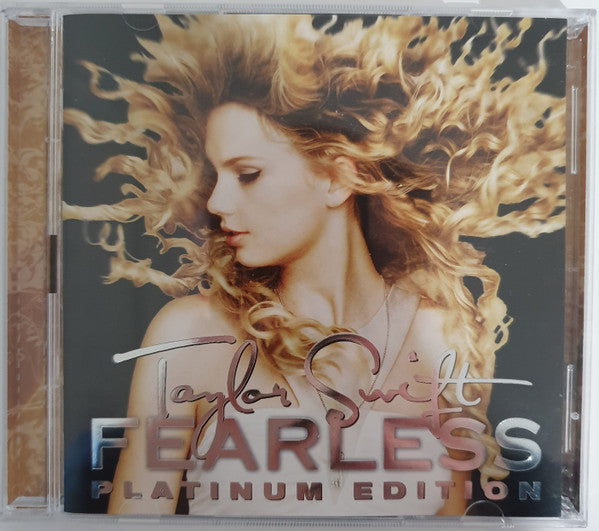 Taylor Swift
FEARLESS
PLATINUM EDITION